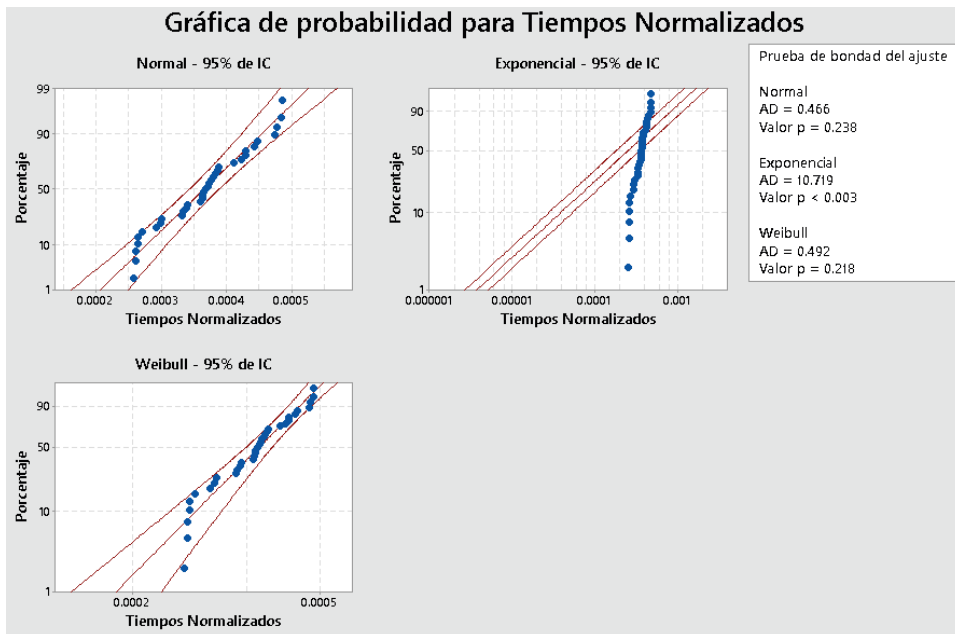 Gráfica de probabilidad para Tiempos Normalizados
Normal - 95% de IC
99
90
50
10
1
Porcentaje
0.0002 0.0003 0.0004 0.0005
Tiempos Normalizados
Exponencial - 95% de IC
90
50
10
1
Porcentaje
0.000001 0.00001 0.0001 0.001
Tiempos Normalizados
Prueba de bondad del ajuste
Normal
AD = 0.466
Valor p = 0.238
Exponencial
AD = 10.719
Valor p < 0.003
Weibull
AD = 0.492
Valor p = 0.218
Weibull - 95% de IC
90
50
10
1
Porcentaje
0.0002 0.0005
Tiempos Normalizados